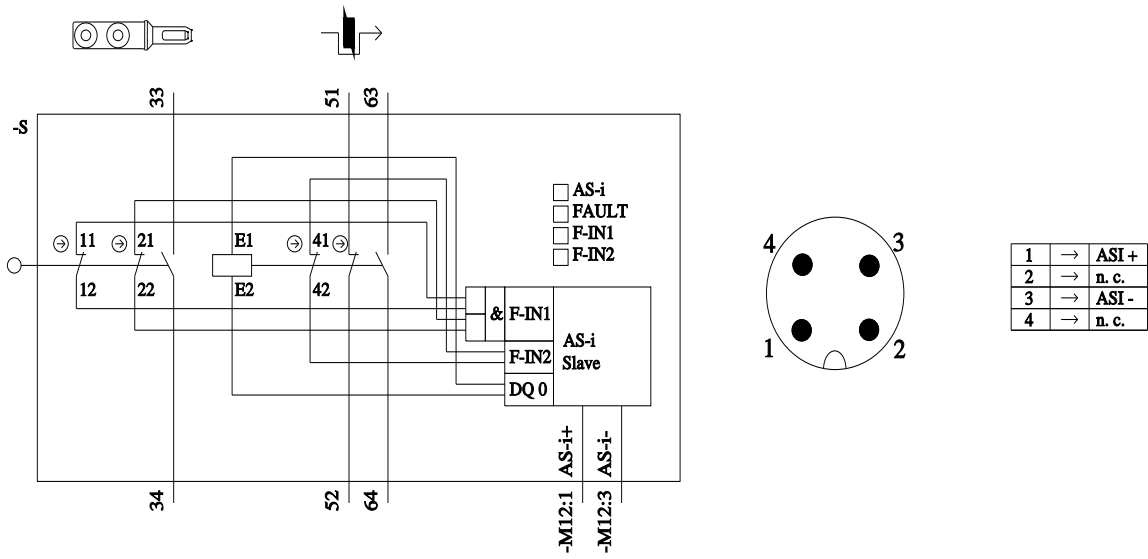 33
51
63
-S
AS-i
FAULT
F-IN1
F-IN2
11
21
E1
41
12
22
E2
42
& F-IN1
AS-i
Slave
F-IN2
DQ 0
34
52
64
-M12:1 AS-i+
-M12:3 AS-i-
4
3
1
2
1 → ASI +
2 → n. c.
3 → ASI -
4 → n. c.